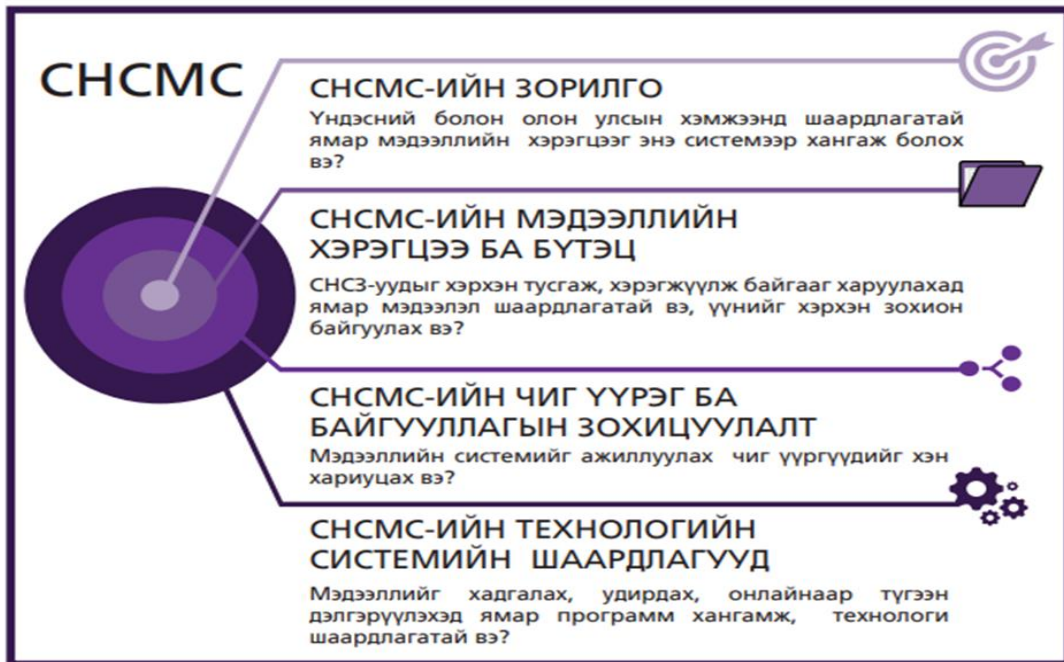 СНСМС
СНСМС-ИЙН ЗОРИЛГО
Үндэсний болон олон улсын хэмжээнд шаардлагатай
ямар мэдээллийн хэрэгцээг энэ системээр хангаж болох
вэ?
СНСМС-ИЙН МЭДЭЭЛЛИЙН
ХЭРЭГЦЭЭ БА БҮТЭЦ
СНСЗ-уудыг хэрхэн тусгаж, хэрэгжүүлж байгааг харуулахад
ямар мэдээлэл шаардлагатай вэ, үүнийг хэрхэн зохион
байгуулах вэ?
СНСМС-ИЙН ЧИГ ҮҮРЭГ БА
БАЙГУУЛЛАГЫН ЗОХИЦУУЛАЛТ
Мэдээллийн системийг ажиллуулах чиг үүргүүдийг хэн
хариуцах вэ?
СНСМС-ИЙН ТЕХНОЛОГИЙН
СИСТЕМИЙН ШААРДЛАГУУД
Мэдээллийг хадгалах, удирдах, онлайнаар түгээн
дэлгэрүүлэхэд ямар программ хангамж, технологи
шаардлагатай вэ?